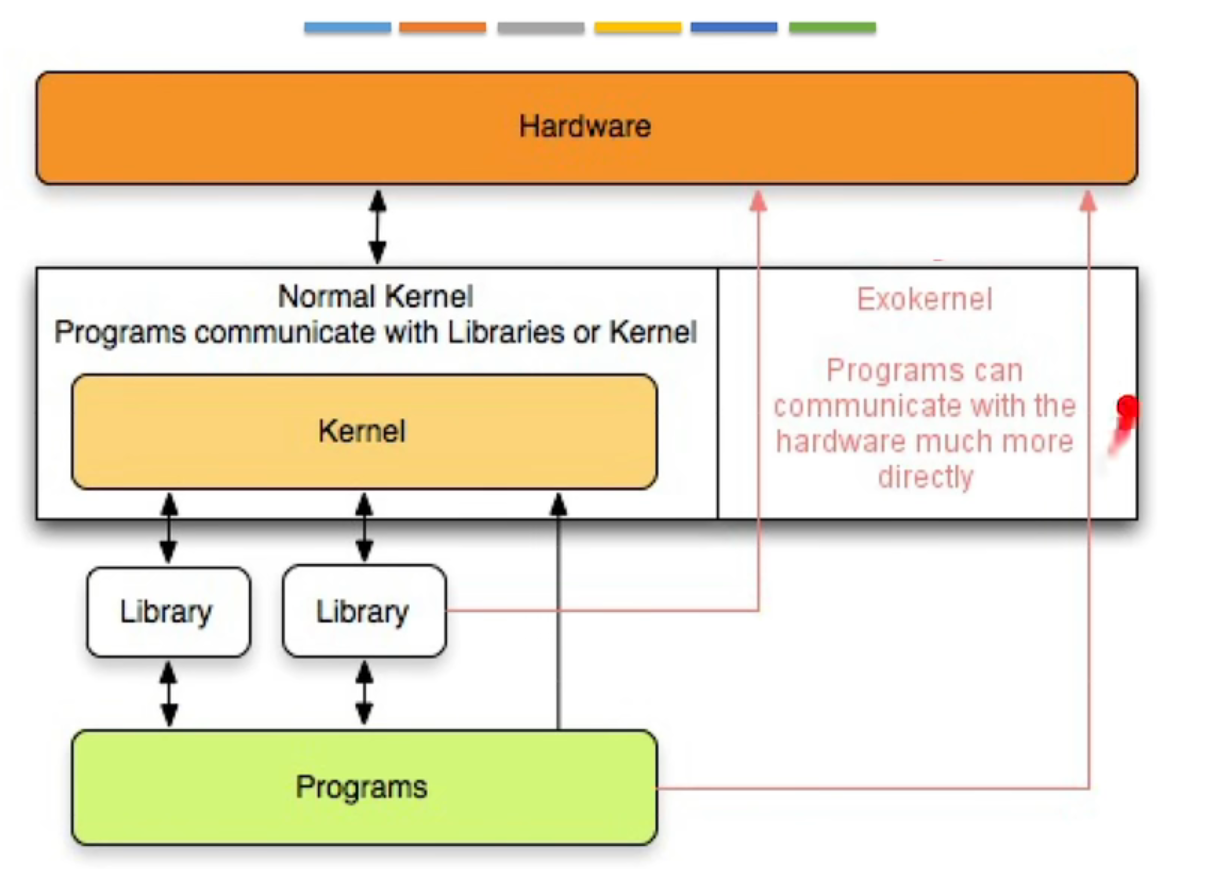 Hardware
Normal Kernel
Programs communicate with Libraries or Kernel
Kernel
Exokernel
Programs can
communicate with the
hardware much more
directly
Library
Library
Programs